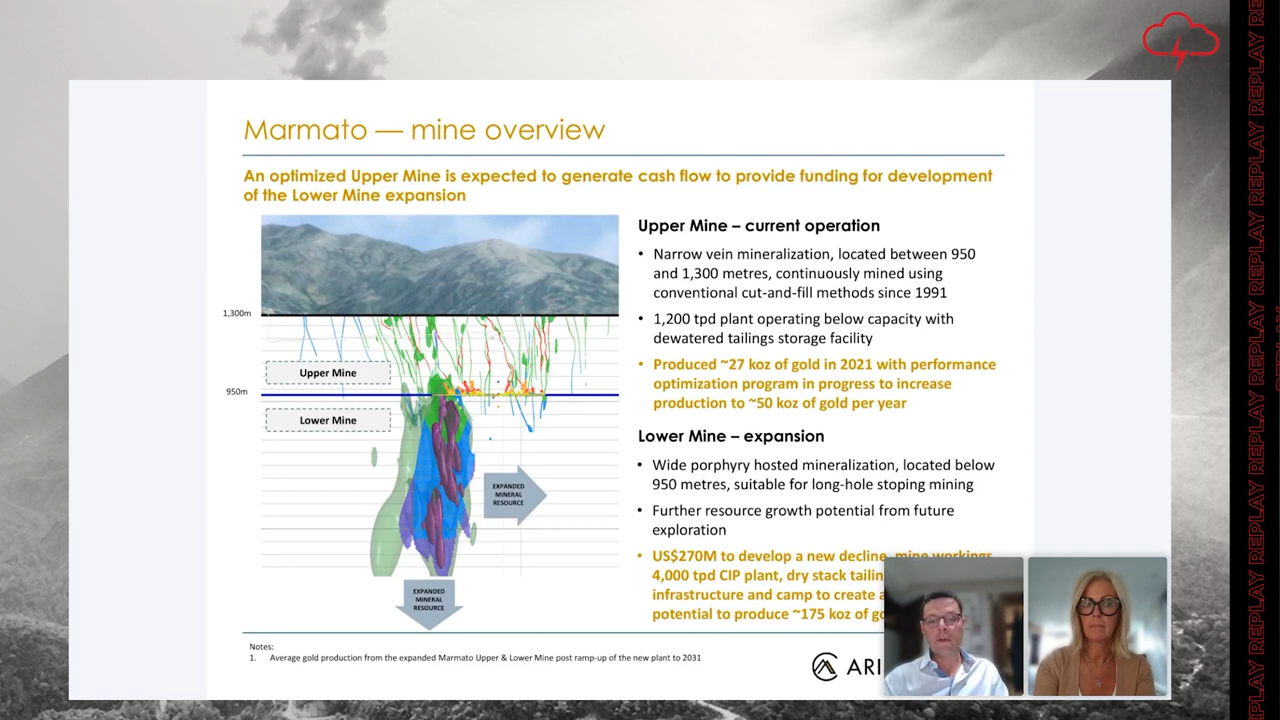 Marmato — mine overview
An optimized Upper Mine is expected to generate cash flow to provide funding for development
of the Lower Mine expansion
1,300m
Upper Mine
950m
Lower Mine
EXPANDED
MINERAL
RESOURCE
EXPANDED
MINERAL
RESOURCE
Upper Mine – current operation
• Narrow vein mineralization, located between 950
and 1,300 metres, continuously mined using
conventional cut-and-fill methods since 1991
• 1,200 tpd plant operating below capacity with
dewatered tailings storage facility
• Produced ~27 koz of gold in 2021 with performance
optimization program in progress to increase
production to ~50 koz of gold per year
Lower Mine – expansion
• Wide porphyry hosted mineralization, located below
950 metres, suitable for long-hole stoping mining
• Further resource growth potential from future
exploration
• US$270M to develop a new decline, mine workings,
4,000 tpd CIP plant, dry stack
infrastructure and camp to create
potential to produce ~175 koz of
Notes:
1. Average gold production from the expanded Marmato Upper & Lower Mine post ramp-up of the new plant to 2031
ARI
REPLAY REPLAY REPLAY REPLAY REPLAY REPLAY REPLAY REPLAY